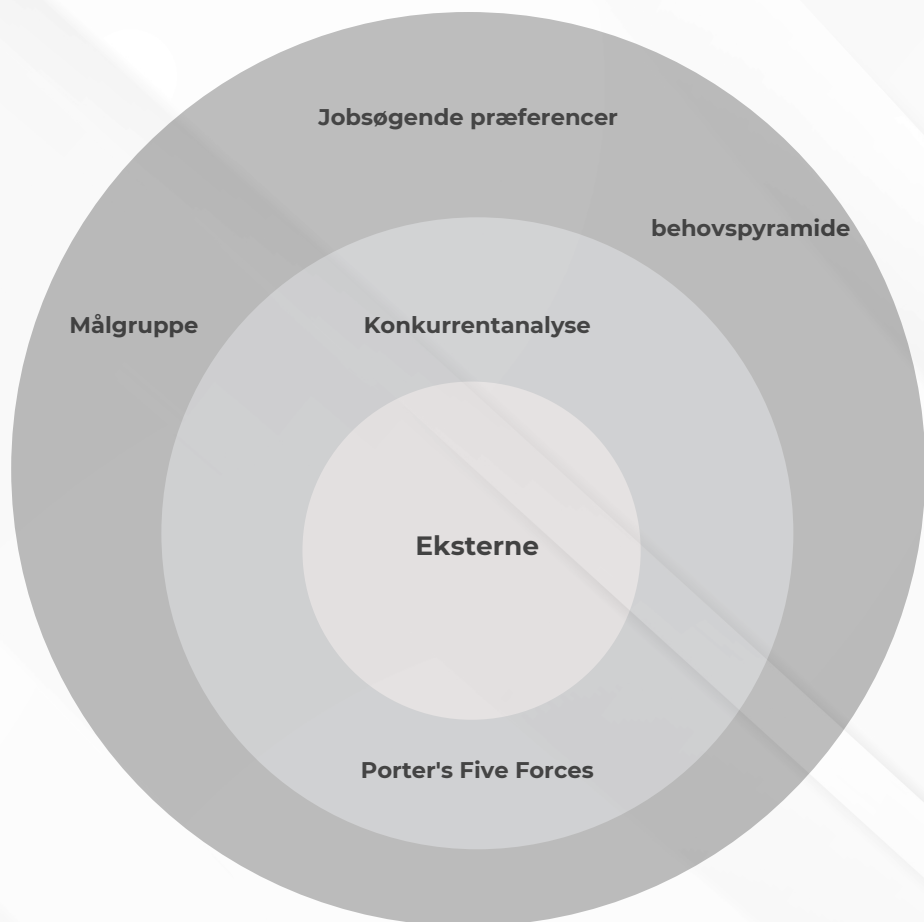 Jobsøgende præferencer
behovspyramide
Målgruppe
Konkurrentanalyse
Eksterne
Porter's Five Forces